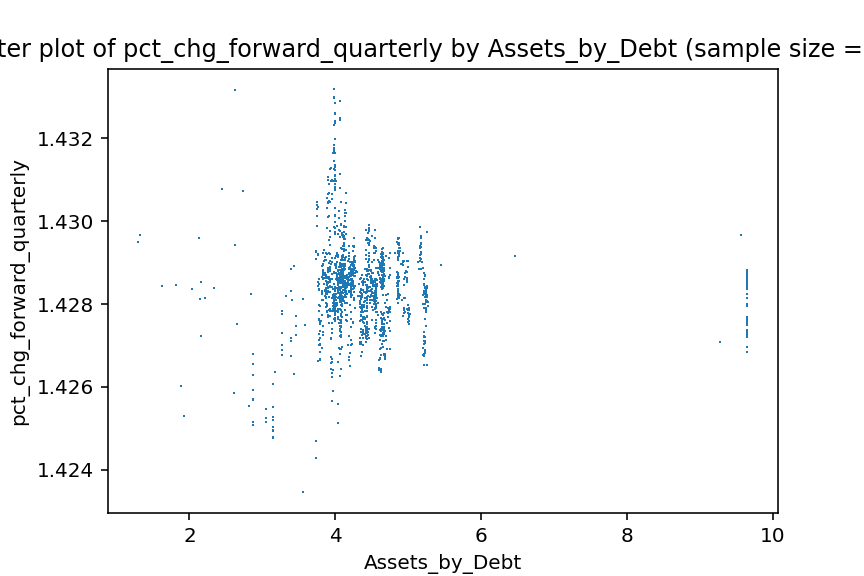 ter plot of pct_chg_forward_quarterly by Assets_by_Debt (sample size =
pct_chg_forward_quarterly
1.432
1.430
1.428
1.426
1.424
2 4 6 8 10
Assets_by_Debt